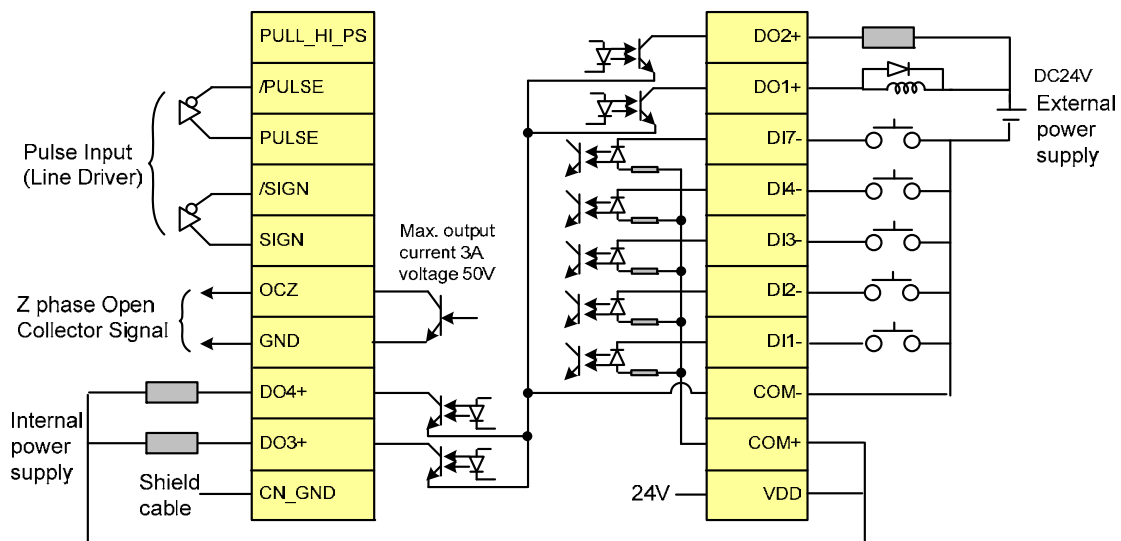 PULL_HI_PS
/PULSE
PULSE
/SIGN
SIGN
OCZ
GND
DO4+
DO3+
CN_GND
Pulse Input
(Line Driver)
Z phase Open
Collector Signal
Internal
power
supply
Shield
cable
Max. output
current 3A
voltage 50V
DO2+
DO1+
DI7-
DI4-
DI3-
DI2-
DI1-
COM-
COM+
VDD
24V
DC24V
External
power
supply